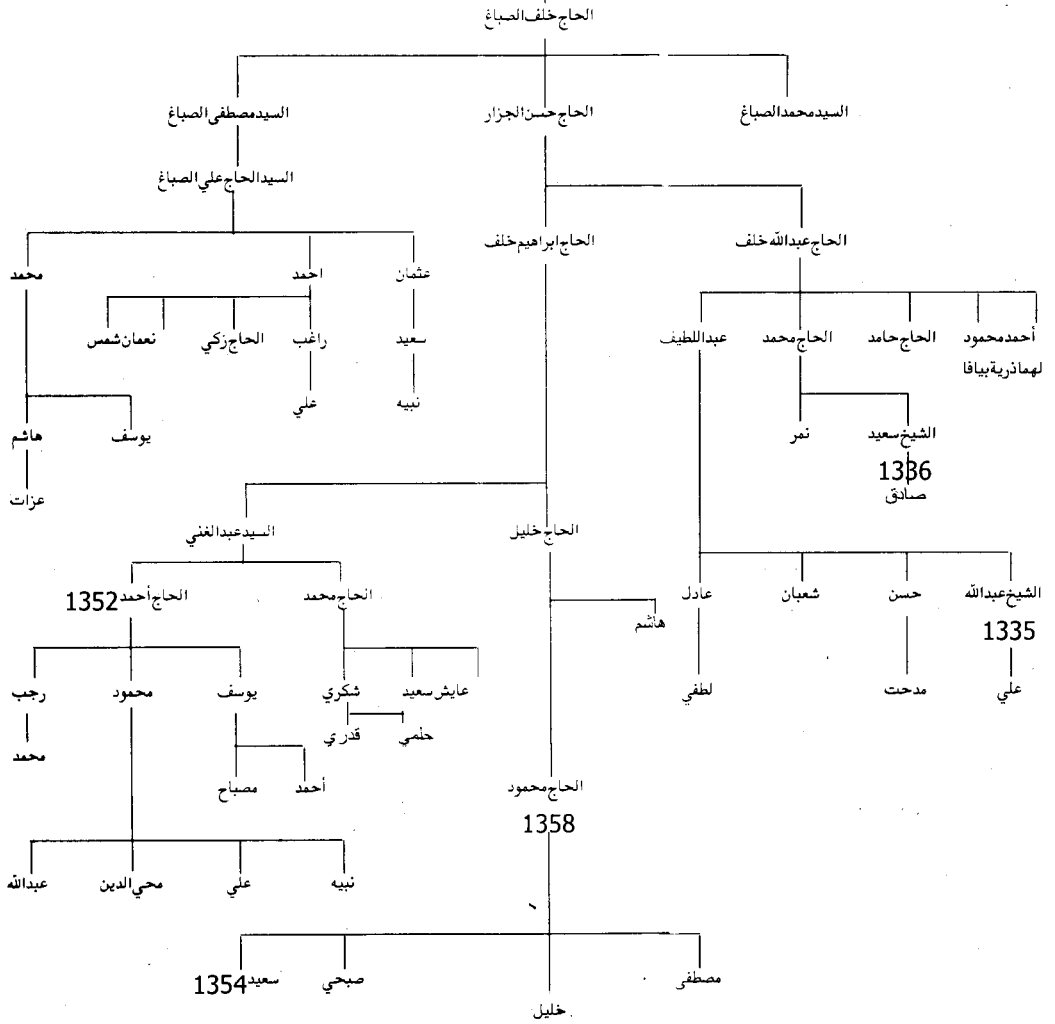 الحاج خلف الصباغ
السيد محمد الصباغ
الحاج حسن الجزار
السيد مصطفى الصباغ
السيد الحاج علي الصباغ
الحاج عبدالله خلف
الحاج ابراهيم خلف
عثمان
احمد
محمد
أحمد محمود
الحاج حامد
الحاج محمد
عبداللطيف
سعيد
راغب
الحاج زكي
نعمان شمس
لهما ذرية بيافا
نبيه
علي
الشيخ سعيد
نمر
يوسف
هاشم
1336
صادق
عزات
الحاج خليل
السيد عبدالغني
الشيخ عبدالله
حسن
شعبان
عادل
الحاج محمد
الحاج أحمد 1352
هاشم
1335
علي
مدحت
لطفي
عايش سعيد
شكري
يوسف
محمود
رجب
حلمي
قدري
محمد
الحاج محمود
أحمد
مصباح
1358
نبيه
علي
محي الدين
عبدالله
مصطفى
صبحي
سعيد 1354
خليل